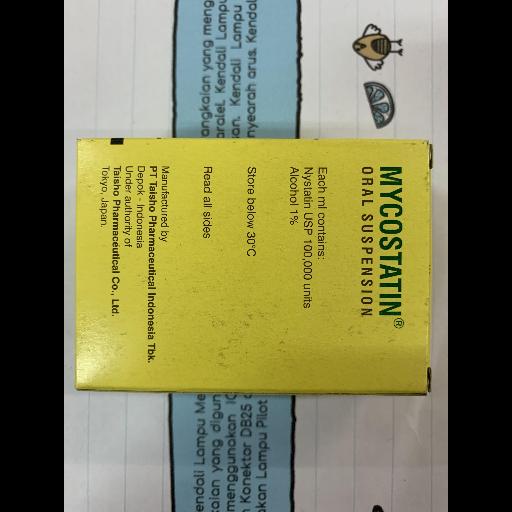 MYCOSTATIN®
ORAL SUSPENSION
Each ml contains:
Nystatin USP 100,000 units
Alcohol 1%
Store below 30°C
Read all sides
Manufactured by
PT Taisho Pharmaceutical Indonesia Tbk.
Depok - Indonesia
Under authority of
Taisho Pharmaceutical Co., Ltd.
Tokyo, Japan.
angkaian yang meng
aralel. Kendali Lampu
an. Kendali Lampu
nyearah arus. Kendal
endali Lampu Me
kaian yang digun
menggunakan IC
n Konektor DB25
akan Lampu Pilot